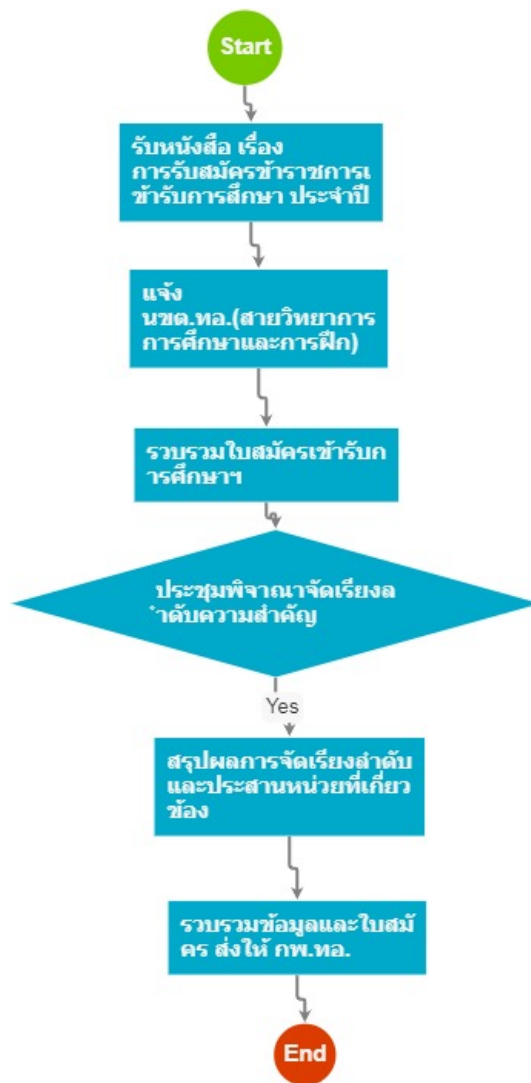 Start
รับหนังสือ เรื่อง
การรับสมัครข้าราชการเ
ข้ารับการสึกษา ประจำปี
แจ้ง
นขต.ทอ.(สายวิทยาการ
การศึกษาและการฝึก)
รวบรวมใบสมัครเข้ารับก
ารศึกษาฯ
ประชุมพิจาณาจัดเรียงล
ำดับความสำคัญ
Yes
สรุปผลการจัดเรียงลำดับ
และประสานหน่วยที่เกี่ยว
ข้อง
รวบรวมข้อมูลและใบสมั
คร ส่งให้ กพ.ทอ.
End